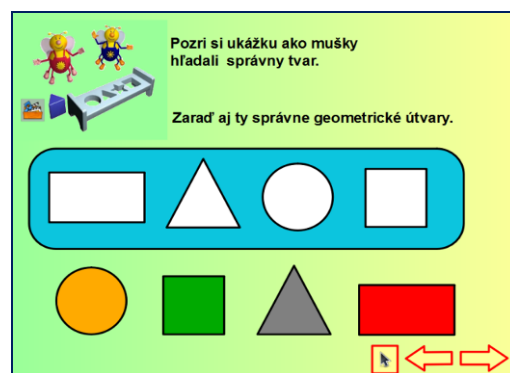 Pozri si ukážku ako mušky
hľadali správny tvar.
Zaraď aj ty správne geometrické útvary.